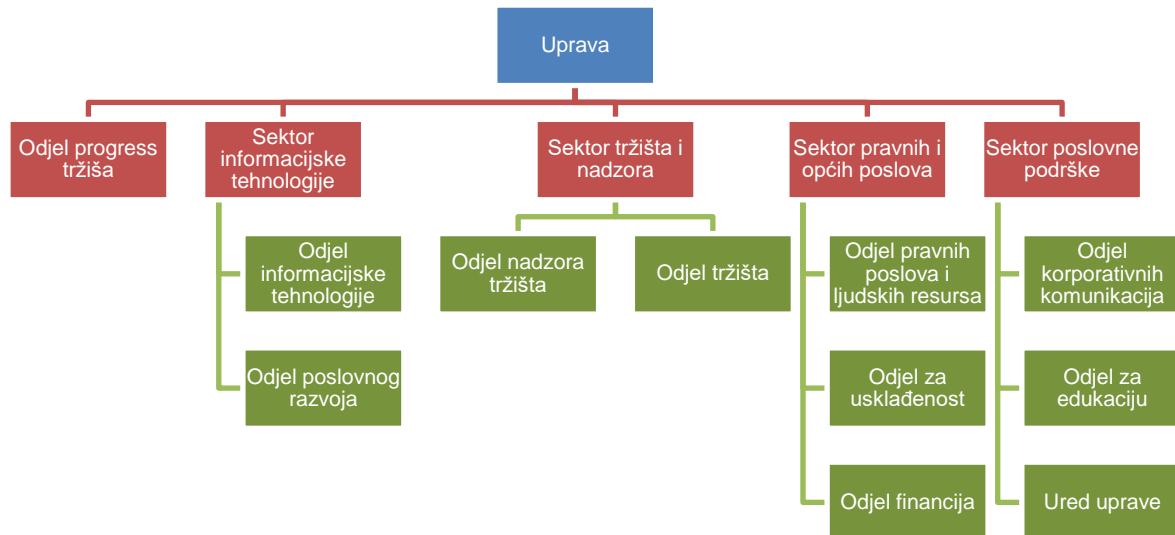 Uprava
Odjel progress
tržiša
Sektor
informacijske
tehnologije
Sektor tržišta i
nadzora
Sektor pravnih i
općih poslova
Sektor poslovne
podrške
Odjel
informacijske
tehnologije
Odjel nadzora
tržišta
Odjel tržišta
Odjel pravnih
poslova i
ljudskih resursa
Odjel
korporativnih
komunikacija
Odjel poslovnog
razvoja
Odjel za
usklađenost
Odjel za
edukaciju
Odjel financija
Ured uprave